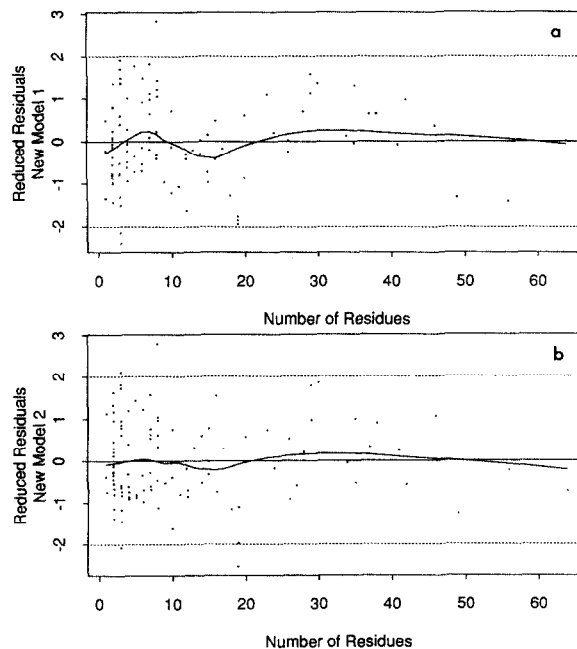 a
Reduced Residuals
New Model 1
3
2
1
0
-1
-2
0 10 20 30 40 50 60
Number of Residues
b
Reduced Residuals
New Model 2
3
2
1
0
-1
-2
0 10 20 30 40 50 60
Number of Residues